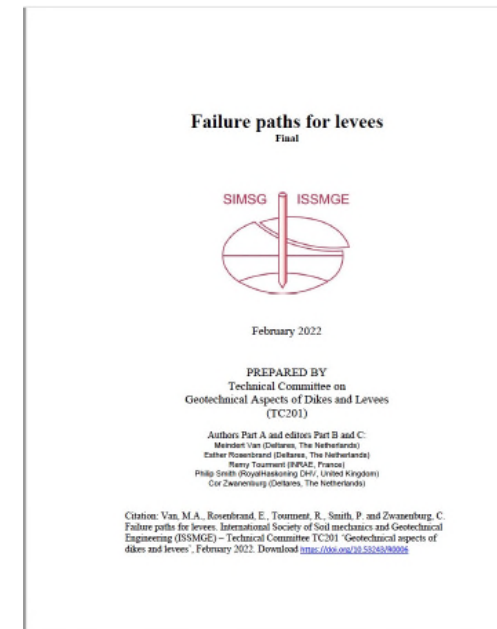 Failure paths for levees
Final
SIMSG ISSMGE
February 2022
PREPARED BY
Technical Committee on
Geotechnical Aspects of Dikes and Levees
(TC201)
Authors Part A and editors Part B and C:
Meindert Van (Deltares, The Netherlands)
Esther Rosenbrand (Deltares, The Netherlands)
Remy Tourment (INRAE, France)
Philip Smith (RoyalHaskoning DHV, United Kingdom)
Cor Zwanenburg (Deltares, The Netherlands)
Citation: Van, M.A., Rosenbrand, E., Tourment, R., Smith, P. and Zwanenburg, C.
Failure paths for levees. International Society of Soil mechanics and Geotechnical
Engineering (ISSMGE) – Technical Committee TC201 ‘Geotechnical aspects of
dikes and levees’, February 2022. Download https://doi.org/10.53243/R0006